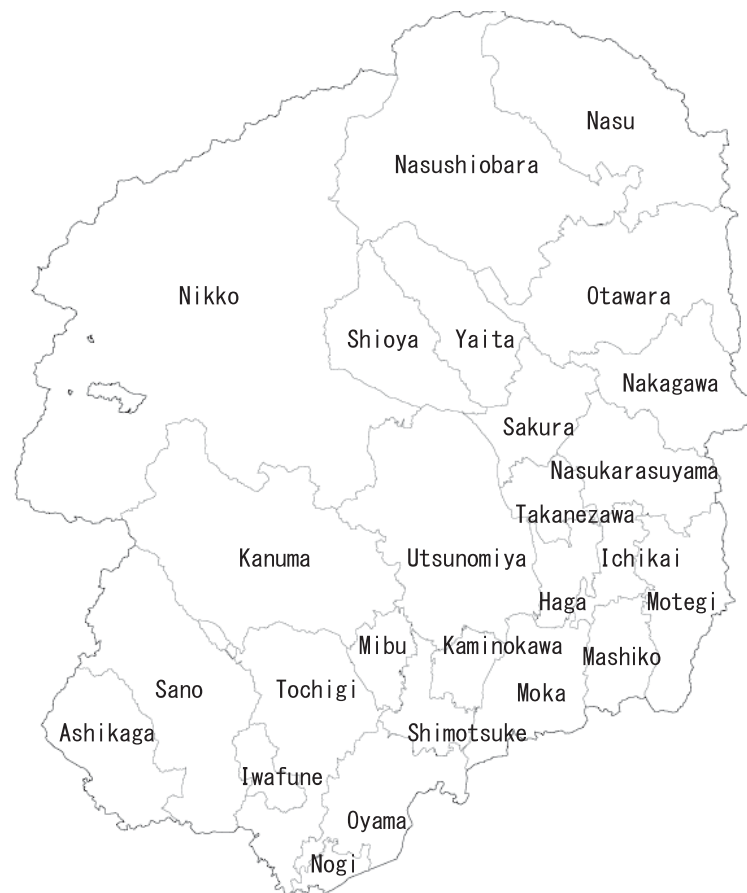 Nasu
Nasushiobara
Nikko
Otawara
Shioya
Yaita
Nakagawa
Sakura
Nasukarasuyama
Takanezawa
Kanuma
Utsunomiya
Ichikai
Haga
Motegi
Mibu
Kaminokawa
Mashiko
Sano
Tochigi
Moka
Ashikaga
Shimotsuke
Iwafune
Oyama
Nogi